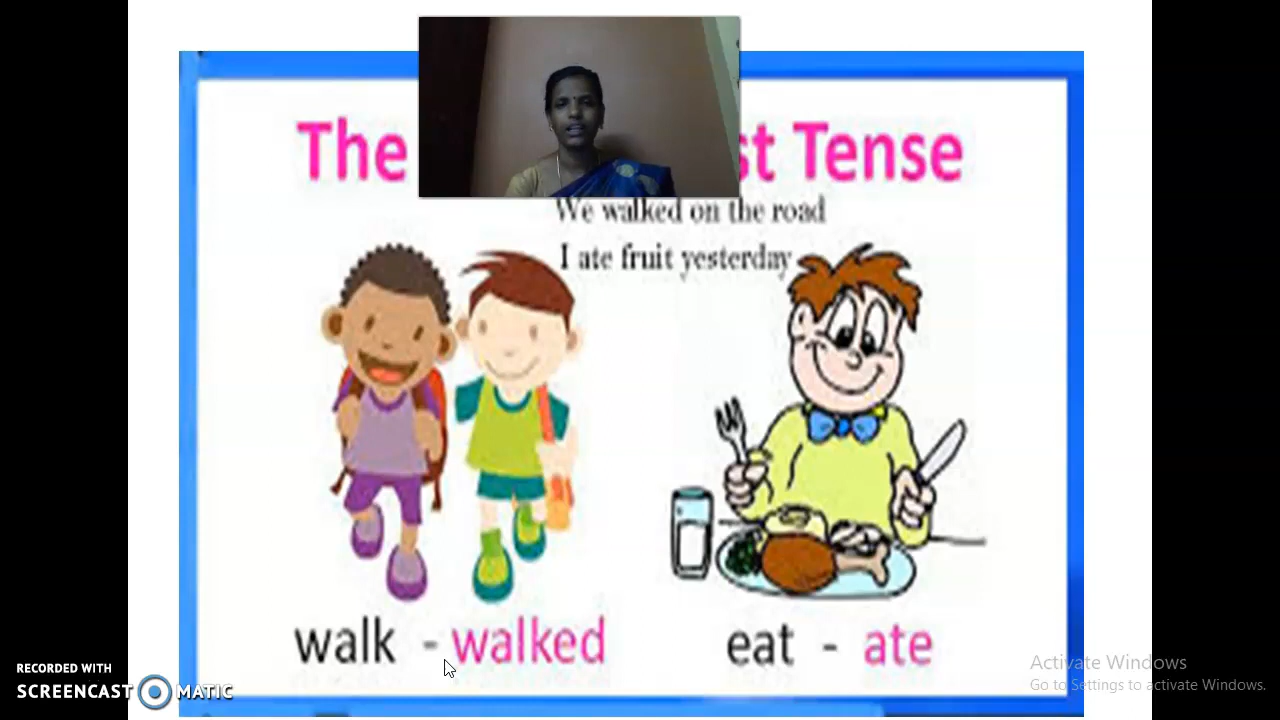 The st Tense
We walked on the road
I ate fruit yesterday
walk - walked eat - ate
RECORDED WITH
SCREENCAST MATIC
Activate Windows
Go to Settings to activate Windows.